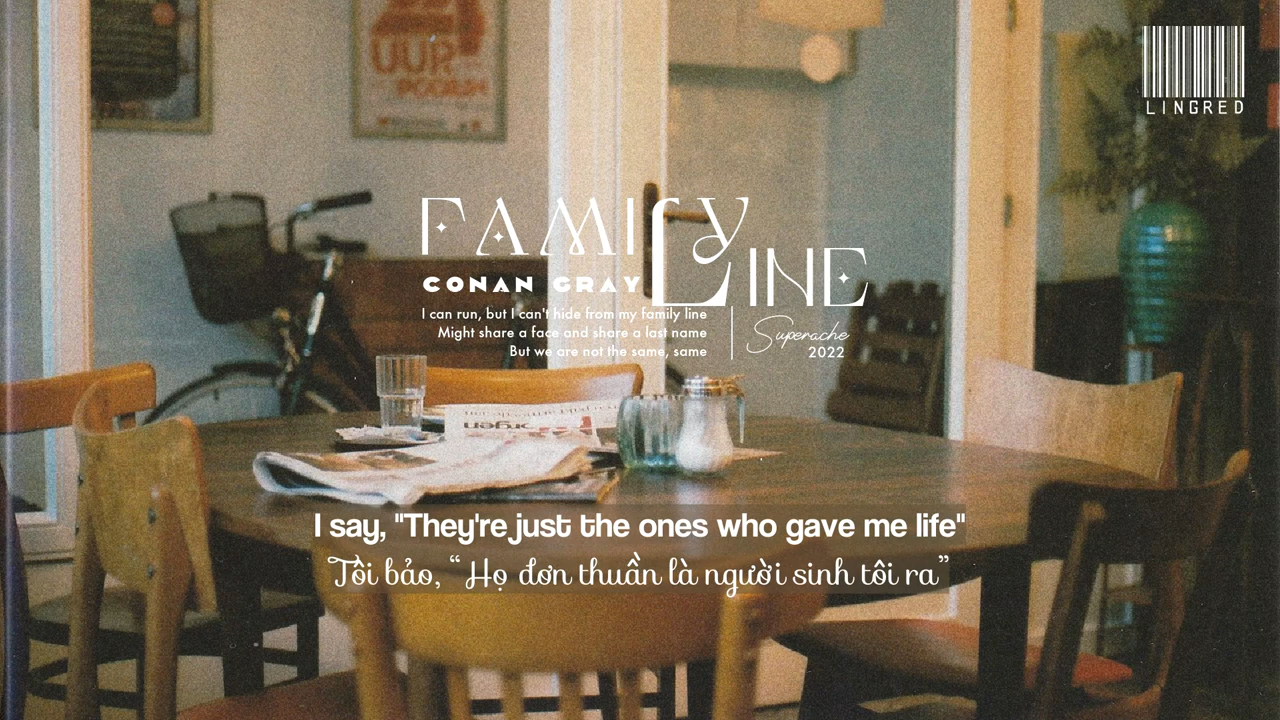 UUR
LINGRED
FAMILY LINE
CONAN GRAY
I can run, but I can't hide from my family line
Might share a face and share a last name
But we are not the same, same
Superache
2022
orgen
I say, "They're just the ones who gave me life"
Tôi bảo, “Họ đơn thuần là người sinh tôi ra”